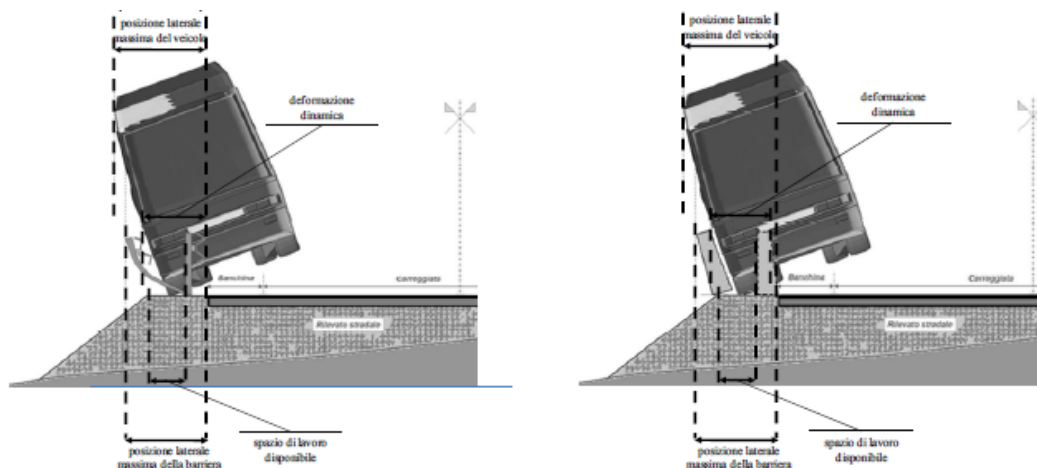 posizione laterale
massima del veicolo
deformazione
dinamica
Banchina
Carreggiata
Rilevato stradale
spazio di lavoro
disponibile
posizione laterale
massima della barriera
posizione laterale
massima del veicolo
deformazione
dinamica
Banchina
Carreggiata
Rilevato stradale
spazio di lavoro
disponibile
posizione laterale
massima della barriera